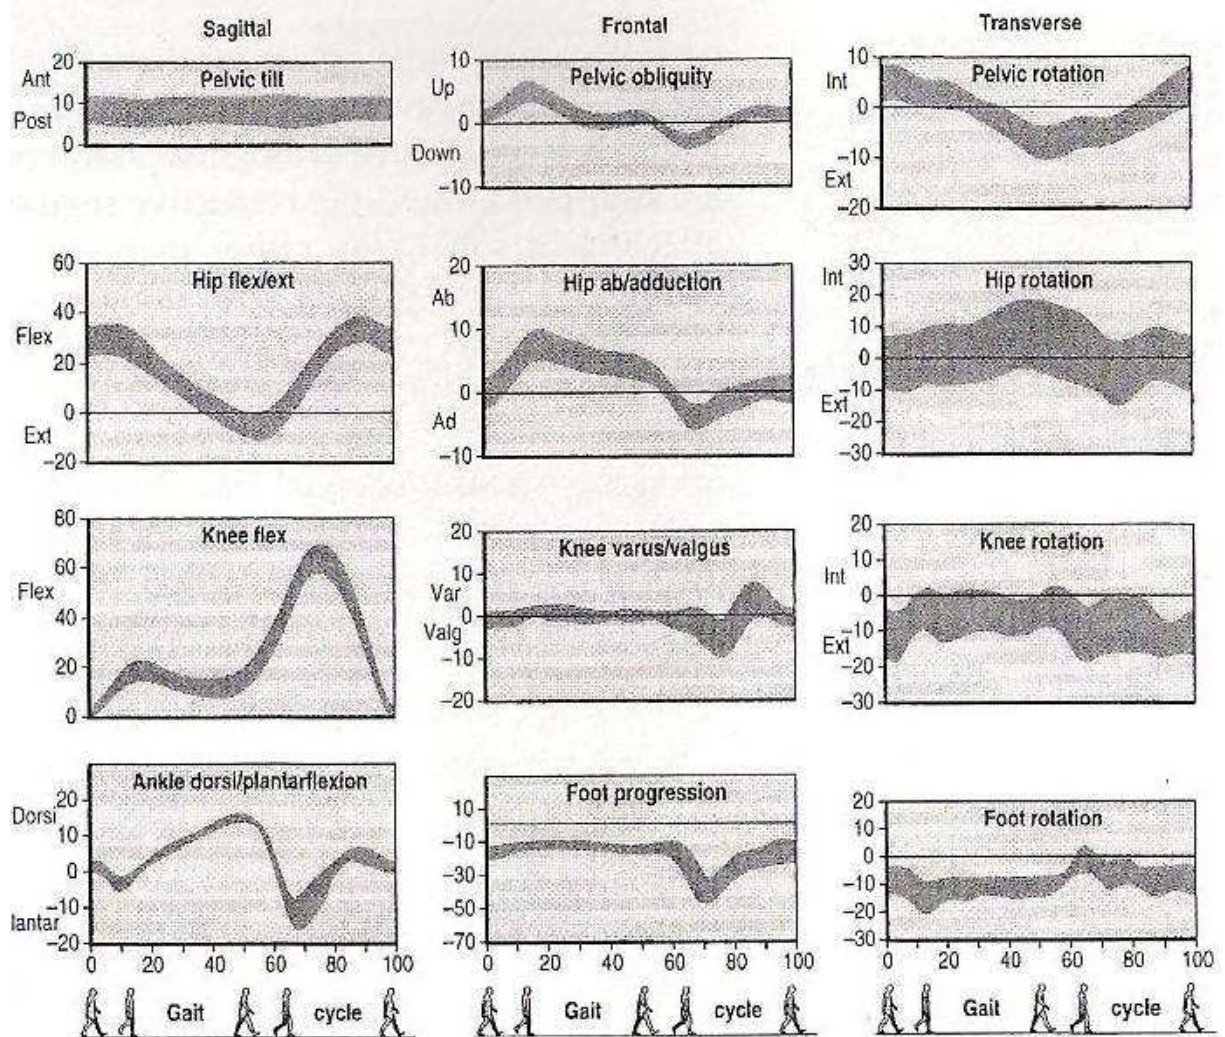 Sagittal
Frontal
Transverse
Ant
Post
20
10
0
Pelvic tilt
Up
Down
10
0
−10
Pelvic obliquity
Int
Ext
10
0
−10
−20
Pelvic rotation
Flex
Ext
60
40
20
0
−20
Hip flex/ext
Ab
Ad
20
10
0
−10
Hip ab/adduction
Int
Ext
30
20
10
0
−10
−20
−30
Hip rotation
Flex
80
60
40
20
0
Knee flex
Var
Valg
20
10
0
−10
−20
Knee varus/valgus
Int
Ext
20
10
0
−10
−20
−30
Knee rotation
Dorsi
lantar
20
10
0
−10
−20
Ankle dorsi/plantarflexion
10
−10
−30
−50
−70
Foot progression
20
10
0
−10
−20
−30
Foot rotation
0 20 40 60 80 100
0 20 40 60 80 100
0 20 40 60 80 100
Gait cycle
Gait cycle
Gait cycle